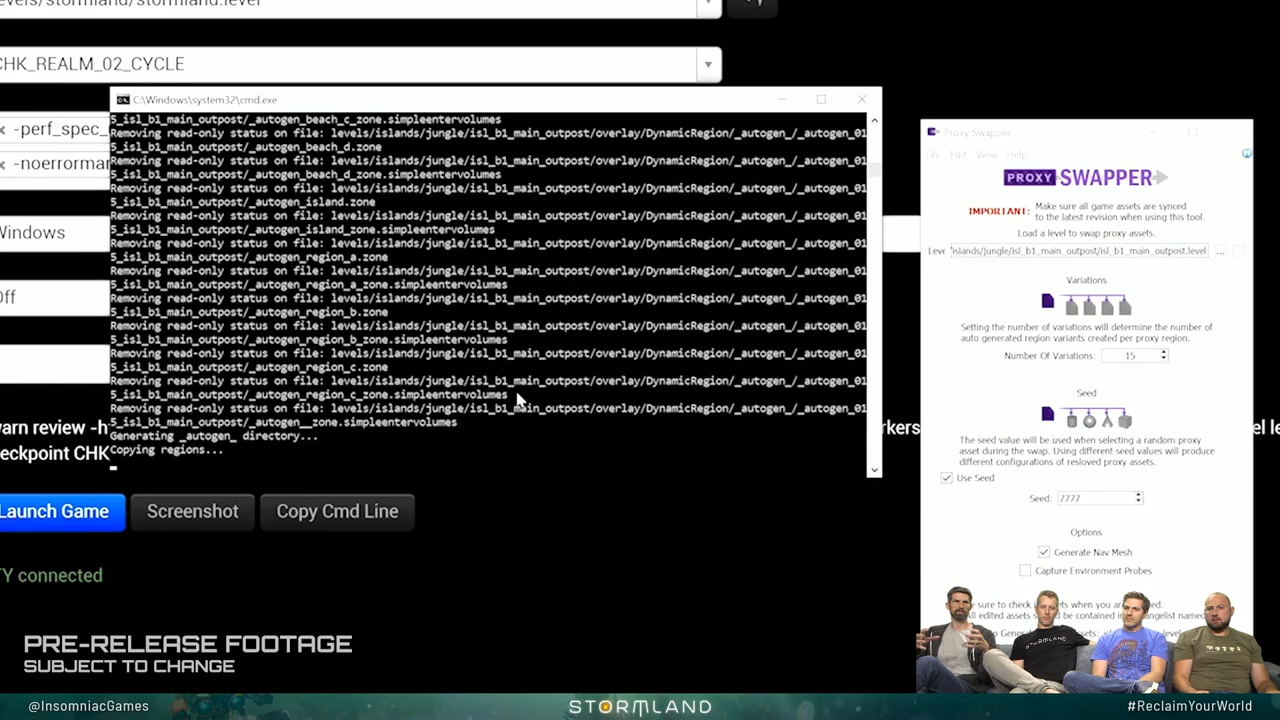 levels/stormland/stormland.level
CHK_REALM_02_CYCLE
-perf_spec_
-noerrormar
Windows
Off
C:\Windows\system32\cmd.exe
5_isl_b1_main_outpost/_autogen_beach_c_zone.simpleentervolumes
Removing read-only status on file: levels/islands/jungle/isl_b1_main_outpost/overlay/DynamicRegion/_autogen_/_autogen_01
5_isl_b1_main_outpost/_autogen_beach_d.zone
Removing read-only status on file: levels/islands/jungle/isl_b1_main_outpost/overlay/DynamicRegion/_autogen_/_autogen_01
5_isl_b1_main_outpost/_autogen_beach_d_zone.simpleentervolumes
Removing read-only status on file: levels/islands/jungle/isl_b1_main_outpost/overlay/DynamicRegion/_autogen_/_autogen_01
5_isl_b1_main_outpost/_autogen_island.zone
Removing read-only status on file: levels/islands/jungle/isl_b1_main_outpost/overlay/DynamicRegion/_autogen_/_autogen_01
5_isl_b1_main_outpost/_autogen_island_zone.simpleentervolumes
Removing read-only status on file: levels/islands/jungle/isl_b1_main_outpost/overlay/DynamicRegion/_autogen_/_autogen_01
5_isl_b1_main_outpost/_autogen_region_a.zone
Removing read-only status on file: levels/islands/jungle/isl_b1_main_outpost/overlay/DynamicRegion/_autogen_/_autogen_01
5_isl_b1_main_outpost/_autogen_region_a_zone.simpleentervolumes
Removing read-only status on file: levels/islands/jungle/isl_b1_main_outpost/overlay/DynamicRegion/_autogen_/_autogen_01
5_isl_b1_main_outpost/_autogen_region_b.zone
Removing read-only status on file: levels/islands/jungle/isl_b1_main_outpost/overlay/DynamicRegion/_autogen_/_autogen_01
5_isl_b1_main_outpost/_autogen_region_b_zone.simpleentervolumes
Removing read-only status on file: levels/islands/jungle/isl_b1_main_outpost/overlay/DynamicRegion/_autogen_/_autogen_01
5_isl_b1_main_outpost/_autogen_region_c.zone
Removing read-only status on file: levels/islands/jungle/isl_b1_main_outpost/overlay/DynamicRegion/_autogen_/_autogen_01
5_isl_b1_main_outpost/_autogen_region_c_zone.simpleentervolumes
Removing read-only status on file: levels/islands/jungle/isl_b1_main_outpost/overlay/DynamicRegion/_autogen_/_autogen_01
5_isl_b1_main_outpost/_autogen__zone.simpleentervolumes
Generating _autogen_ directory...
Copying regions...
Proxy Swapper
File Edit View Help
PROXY SWAPPER
IMPORTANT: Make sure all game assets are synced
to the latest revision when using this tool.
Load a level to swap proxy assets.
Leve islands/jungle/isl_b1_main_outpost/isl_b1_main_outpost.level ...
Variations
Setting the number of variations will determine the number of
auto generated region variants created per proxy region.
Number Of Variations: 15
Seed
The seed value will be used when selecting a random proxy
asset during the swap. Using different seed values will produce
different configurations of resloved proxy assets.
Use Seed
Seed: 7777
Options
Generate Nav Mesh
Capture Environment Probes
warn review -h
eckpoint CHK
Launch Game
Screenshot
Copy Cmd Line
TY connected
PRE-RELEASE FOOTAGE
SUBJECT TO CHANGE
STORMLAND
@InsomniacGames
STORMLAND
#ReclaimYourWorld